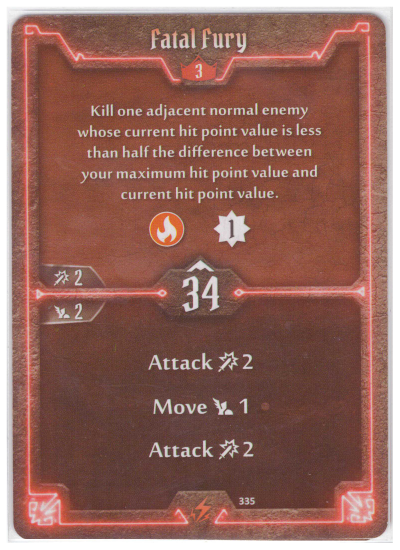 Fatal Fury
3
Kill one adjacent normal enemy
whose current hit point value is less
than half the difference between
your maximum hit point value and
current hit point value.
1
2
34
2
Attack 2
Move 1
Attack 2
335